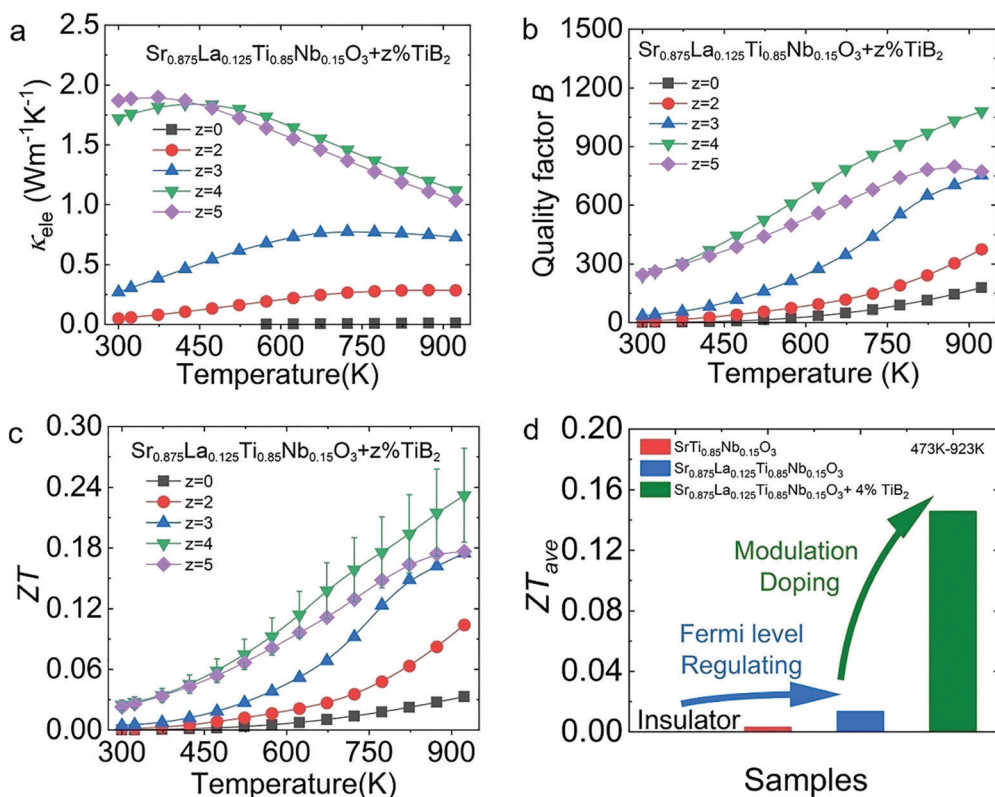 a
Sr0.875La0.125Ti0.85Nb0.15O3+z%TiB2
2.5
2.0
1.5
1.0
0.5
0.0
κele (Wm-1K-1)
z=0
z=2
z=3
z=4
z=5
300
450
600
750
900
Temperature(K)
b
Sr0.875La0.125Ti0.85Nb0.15O3+z%TiB2
1500
1200
900
600
300
0
Quality factor B
z=0
z=2
z=3
z=4
z=5
300
450
600
750
900
Temperature (K)
c
Sr0.875La0.125Ti0.85Nb0.15O3+z%TiB2
0.30
0.24
0.18
0.12
0.06
0.00
ZT
z=0
z=2
z=3
z=4
z=5
300
450
600
750
900
Temperature(K)
d
0.20
0.16
0.12
0.08
0.04
0.00
ZTave
SrTi0.85Nb0.15O3
473K-923K
Sr0.875La0.125Ti0.85Nb0.15O3
Sr0.875La0.125Ti0.85Nb0.15O3+ 4% TiB2
Modulation
Doping
Fermi level
Regulating
Insulator
Samples